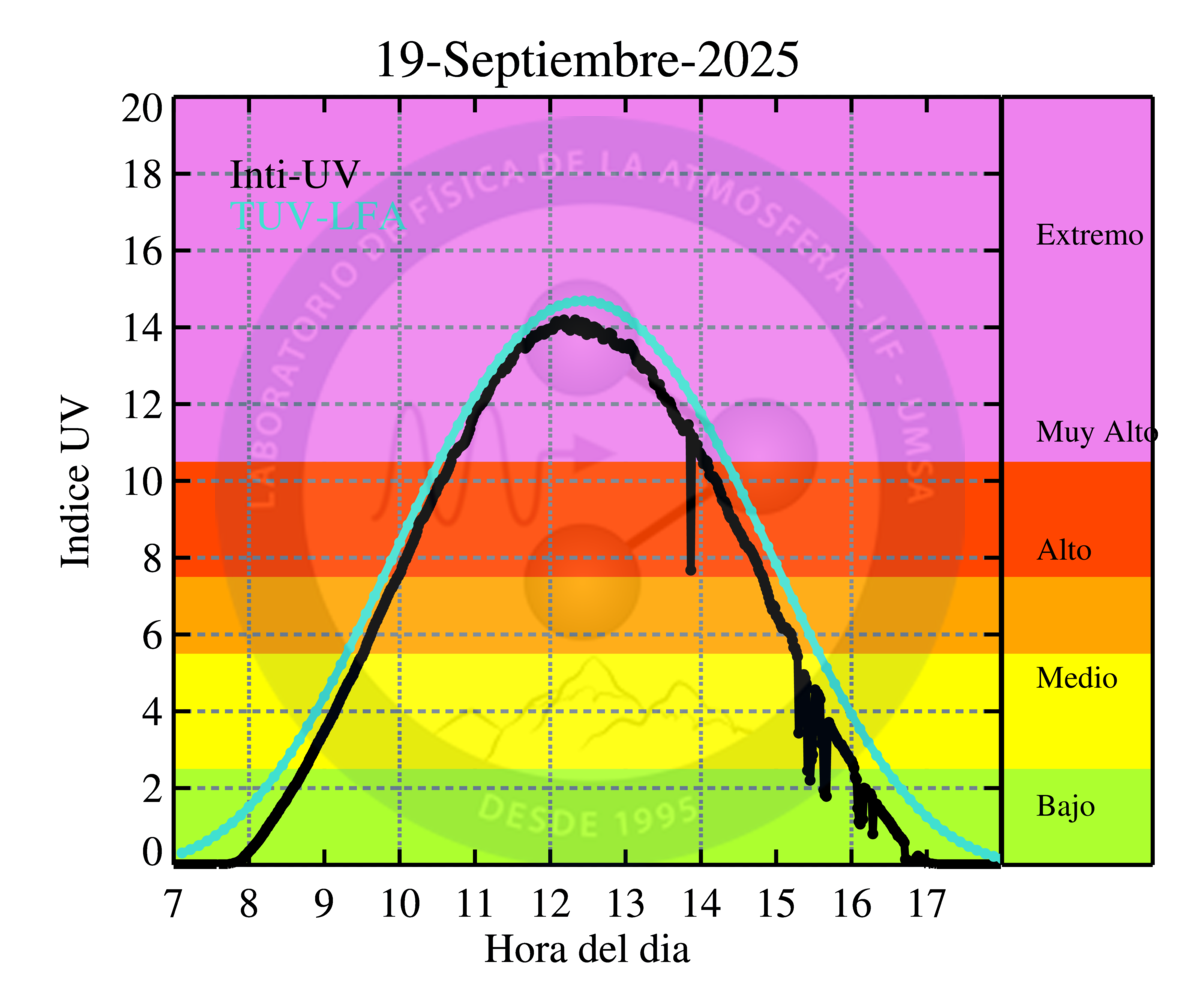 19-Septiembre-2025
Inti-UV
TUV-LFA
LABORATORIO DE FÍSICA DE LA ATMÓSFERA - IIF - UMSA
DESDE 1995
Indice UV
20
18
16
14
12
10
8
6
4
2
0
Extremo
Muy Alto
Alto
Medio
Bajo
7 8 9 10 11 12 13 14 15 16 17
Hora del dia